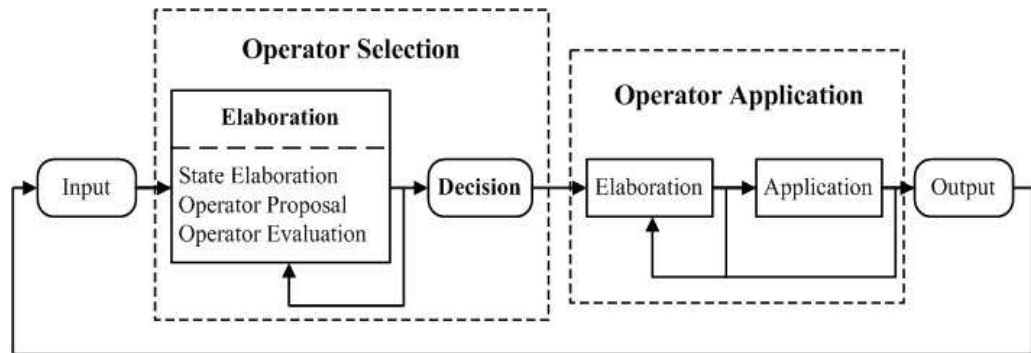 Operator Selection
Operator Application
Elaboration
Input
State Elaboration
Operator Proposal
Operator Evaluation
Decision
Elaboration
Application
Output